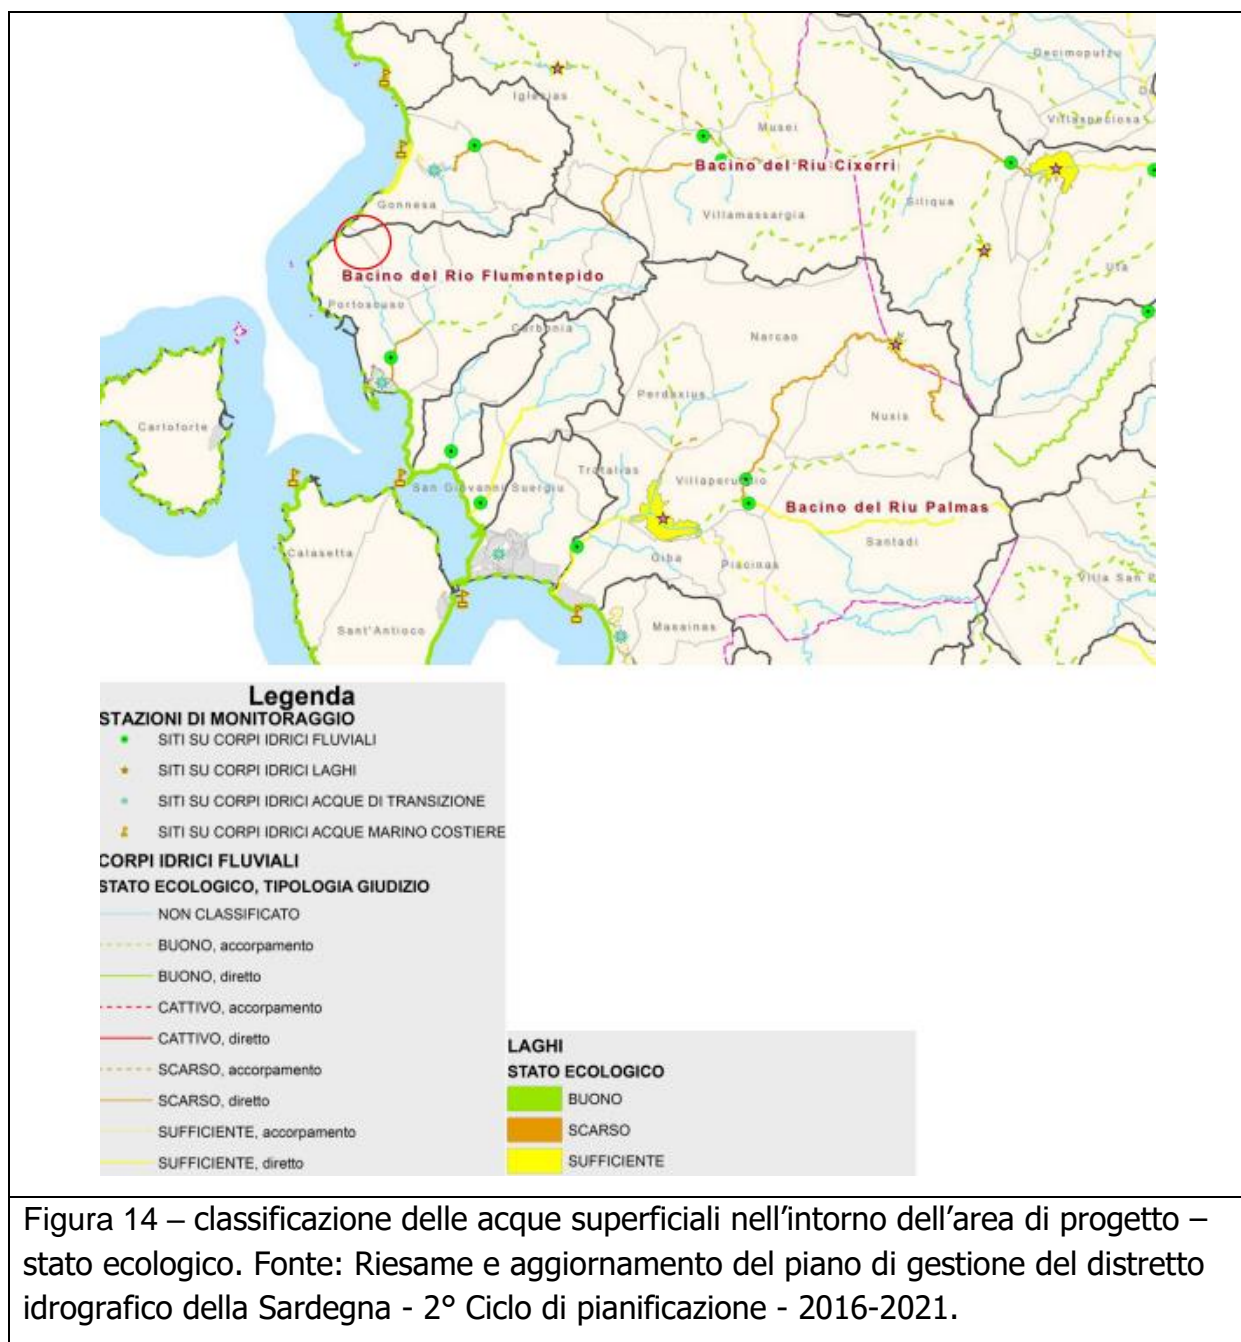 Decimoputzu
Iglesias
Villaspeciosa
Musei
Bacino del Riu Cixerri
Siliqua
Gonnesa
Villamassargia
Uta
Bacino del Rio Flumentepido
Portoscuso
Carbonia
Narcao
Perdaxius
Nuxis
Carloforte
Tratalias
Villaperuccio
San Giovanni Suergiu
Bacino del Riu Palmas
Santadi
Calasetta
Giba
Piscinas
Villa San P
Sant'Antioco
Masainas
Legenda
STAZIONI DI MONITORAGGIO
SITI SU CORPI IDRICI FLUVIALI
SITI SU CORPI IDRICI LAGHI
SITI SU CORPI IDRICI ACQUE DI TRANSIZIONE
SITI SU CORPI IDRICI ACQUE MARINO COSTIERE
CORPI IDRICI FLUVIALI
STATO ECOLOGICO, TIPOLOGIA GIUDIZIO
NON CLASSIFICATO
BUONO, accorpamento
BUONO, diretto
CATTIVO, accorpamento
CATTIVO, diretto
SCARSO, accorpamento
SCARSO, diretto
SUFFICIENTE, accorpamento
SUFFICIENTE, diretto
LAGHI
STATO ECOLOGICO
BUONO
SCARSO
SUFFICIENTE
Figura 14 – classificazione delle acque superficiali nell'intorno dell'area di progetto –
stato ecologico. Fonte: Riesame e aggiornamento del piano di gestione del distretto
idrografico della Sardegna - 2° Ciclo di pianificazione - 2016-2021.